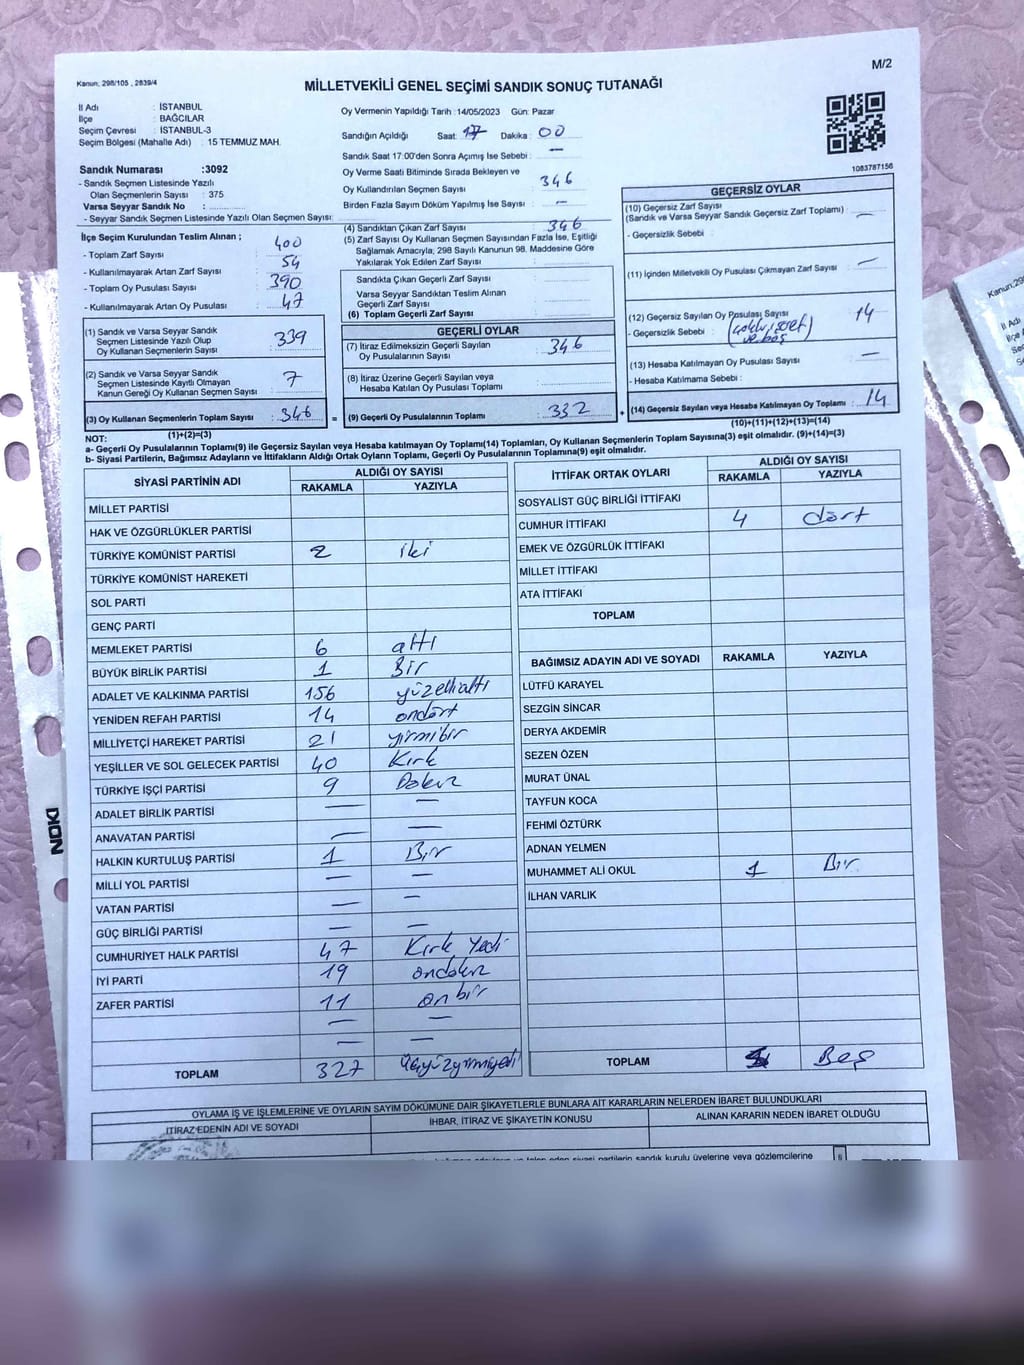 M/2
Kanun: 298/105 , 2839/4
MİLLETVEKİLİ GENEL SEÇİMİ SANDIK SONUÇ TUTANAĞI
İl Adı : İSTANBUL
İlçe : BAĞCILAR
Seçim Çevresi : İSTANBUL-3
Seçim Bölgesi (Mahalle Adı) : 15 TEMMUZ MAH.
Sandık Numarası :3092
- Sandık Seçmen Listesinde Yazılı
Olan Seçmenlerin Sayısı : 375
Varsa Seyyar Sandık No :
- Seyyar Sandık Seçmen Listesinde Yazılı Olan Seçmen Sayısı:
Oy Vermenin Yapıldığı Tarih :14/05/2023 Gün: Pazar
Sandığın Açıldığı Saat: 17 Dakika : 00
Sandık Saat 17:00'den Sonra Açımış İse Sebebi : —
Oy Verme Saati Bitiminde Sırada Bekleyen ve
Oy Kullandırılan Seçmen Sayısı : 346
Birden Fazla Sayım Döküm Yapılmış İse Sayısı : —
1083787156
İlçe Seçim Kurulundan Teslim Alınan ;
- Toplam Zarf Sayısı : 400
- Kullanılmayarak Artan Zarf Sayısı : 54
- Toplam Oy Pusulası Sayısı : 390
- Kullanılmayarak Artan Oy Pusulası : 47
(1) Sandık ve Varsa Seyyar Sandık
Seçmen Listesinde Yazılı Olup
Oy Kullanan Seçmenlerin Sayısı : 339
(2) Sandık ve Varsa Seyyar Sandık
Seçmen Listesinde Kayıtlı Olmayan
Kanun Gereği Oy Kullanan Seçmen Sayısı : 7
(3) Oy Kullanan Seçmenlerin Toplam Sayısı : 346
(1)+(2)=(3)
(4) Sandıktan Çıkan Zarf Sayısı : 346
(5) Zarf Sayısı Oy Kullanan Seçmen Sayısından Fazla İse, Eşitliği
Sağlamak Amacıyla, 298 Sayılı Kanunun 98. Maddesine Göre
Yakılarak Yok Edilen Zarf Sayısı :
Sandıkta Çıkan Geçerli Zarf Sayısı :
Varsa Seyyar Sandıktan Teslim Alınan
Geçerli Zarf Sayısı :
(6) Toplam Geçerli Zarf Sayısı :
GEÇERLİ OYLAR
(7) İtiraz Edilmeksizin Geçerli Sayılan
Oy Pusulalarının Sayısı : 346
(8) İtiraz Üzerine Geçerli Sayılan veya
Hesaba Katılan Oy Pusulası Toplamı :
= (9) Geçerli Oy Pusulalarının Toplamı : 332
GEÇERSİZ OYLAR
(10) Geçersiz Zarf Sayısı
(Sandık ve Varsa Seyyar Sandık Geçersiz Zarf Toplamı) : —
- Geçersizlik Sebebi :
(11) İçinden Milletvekili Oy Pusulası Çıkmayan Zarf Sayısı : —
(12) Geçersiz Sayılan Oy Pusulası Sayısı : 14
- Geçersizlik Sebebi : ve boş)
(13) Hesaba Katılmayan Oy Pusulası Sayısı : —
- Hesaba Katılmama Sebebi :
+ (14) Geçersiz Sayılan veya Hesaba Katılmayan Oy Toplamı : 14
(10)+(11)+(12)+(13)=(14)
NOT:
a- Geçerli Oy Pusulalarının Toplamı(9) ile Geçersiz Sayılan veya Hesaba katılmayan Oy Toplamı(14) Toplamları, Oy Kullanan Seçmenlerin Toplam Sayısına(3) eşit olmalıdır. (9)+(14)=(3)
b- Siyasi Partilerin, Bağımsız Adayların ve İttifakların Aldığı Ortak Oyların Toplamı, Geçerli Oy Pusulalarının Toplamına(9) eşit olmalıdır.
SİYASİ PARTİNİN ADI ALDIĞI OY SAYISI
RAKAMLA YAZIYLA
MİLLET PARTİSİ
HAK VE ÖZGÜRLÜKLER PARTİSİ
TÜRKİYE KOMÜNİST PARTİSİ 2 iki
TÜRKİYE KOMÜNİST HAREKETİ
SOL PARTİ
GENÇ PARTİ
MEMLEKET PARTİSİ 6 altı
BÜYÜK BİRLİK PARTİSİ 1 Bir
ADALET VE KALKINMA PARTİSİ 156 yüzellialtı
YENİDEN REFAH PARTİSİ 14 ondört
MİLLİYETÇİ HAREKET PARTİSİ 21 yirmibir
YEŞİLLER VE SOL GELECEK PARTİSİ 40 Kırk
TÜRKİYE İŞÇİ PARTİSİ 9 Dokuz
ADALET BİRLİK PARTİSİ — —
ANAVATAN PARTİSİ — —
HALKIN KURTULUŞ PARTİSİ 1 Bir
MİLLİ YOL PARTİSİ — —
VATAN PARTİSİ — —
GÜÇ BİRLİĞİ PARTİSİ — —
CUMHURİYET HALK PARTİSİ 47 Kırk Yedi
İYİ PARTİ 19 ondokuz
ZAFER PARTİSİ 11 onbir
— —
— —
TOPLAM 327 üçyüzyirmiyedi
İTTİFAK ORTAK OYLARI ALDIĞI OY SAYISI
RAKAMLA YAZIYLA
SOSYALİST GÜÇ BİRLİĞİ İTTİFAKI
CUMHUR İTTİFAKI 4 dört
EMEK VE ÖZGÜRLÜK İTTİFAKI
MİLLET İTTİFAKI
ATA İTTİFAKI
TOPLAM
BAĞIMSIZ ADAYIN ADI VE SOYADI RAKAMLA YAZIYLA
LÜTFÜ KARAYEL
SEZGİN SİNCAR
DERYA AKDEMİR
SEZEN ÖZEN
MURAT ÜNAL
TAYFUN KOCA
FEHMİ ÖZTÜRK
ADNAN YELMEN
MUHAMMET ALİ OKUL 1 Bir
İLHAN VARLIK
TOPLAM Beş
OYLAMA İŞ VE İŞLEMLERİNE VE OYLARIN SAYIM DÖKÜMÜNE DAİR ŞİKAYETLERLE BUNLARA AİT KARARLARIN NELERDEN İBARET BULUNDUKLARI
İTİRAZ EDENİN ADI VE SOYADI İHBAR, İTİRAZ VE ŞİKAYETİN KONUSU ALINAN KARARIN NEDEN İBARET OLDUĞU
siyasi partilerin sandık kurulu üyelerine veya gözlemcilerine
NOKI
Kanun:29
İl Adı